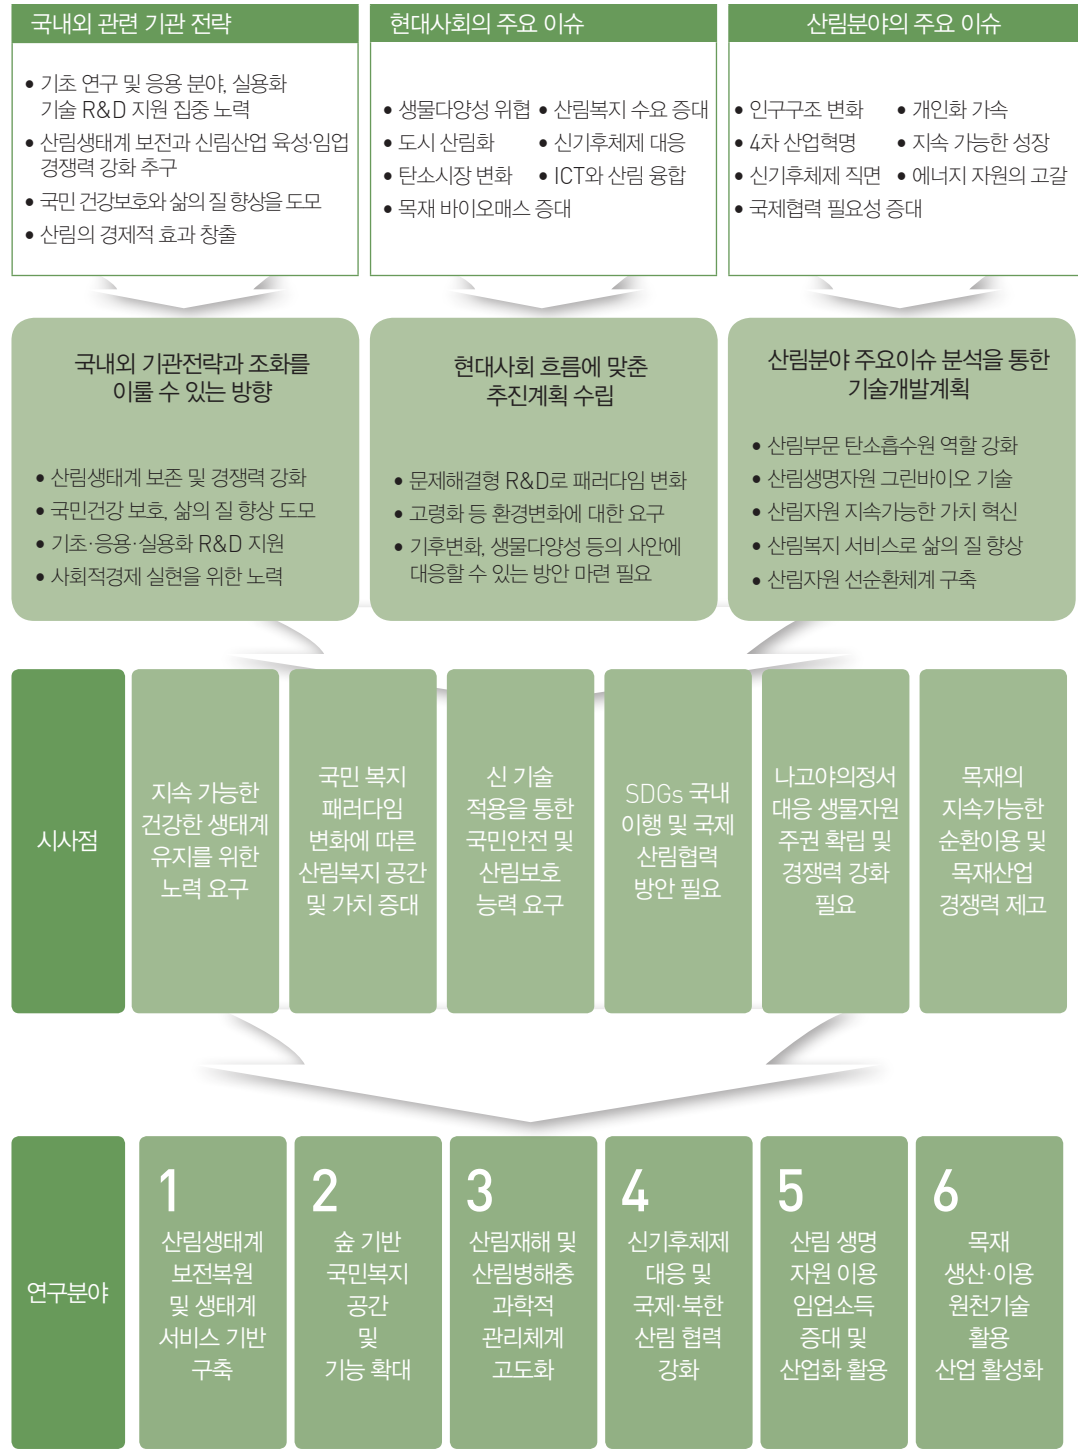 국내외 관련 기관 전략
• 기초 연구 및 응용 분야, 실용화
기술 R&D 지원 집중 노력
• 산림생태계 보전과 신림산업 육성·임업
경쟁력 강화 추구
• 국민 건강보호와 삶의 질 향상을 도모
• 산림의 경제적 효과 창출
현대사회의 주요 이슈
• 생물다양성 위협 • 산림복지 수요 증대
• 도시 산림화 • 신기후체제 대응
• 탄소시장 변화 • ICT와 산림 융합
• 목재 바이오매스 증대
산림분야의 주요 이슈
• 인구구조 변화 • 개인화 가속
• 4차 산업혁명 • 지속 가능한 성장
• 신기후체제 직면 • 에너지 자원의 고갈
• 국제협력 필요성 증대
국내외 기관전략과 조화를
이룰 수 있는 방향
• 산림생태계 보존 및 경쟁력 강화
• 국민건강 보호, 삶의 질 향상 도모
• 기초·응용·실용화 R&D 지원
• 사회적경제 실현을 위한 노력
현대사회 흐름에 맞춘
추진계획 수립
• 문제해결형 R&D로 패러다임 변화
• 고령화 등 환경변화에 대한 요구
• 기후변화, 생물다양성 등의 사안에
대응할 수 있는 방안 마련 필요
산림분야 주요이슈 분석을 통한
기술개발계획
• 산림부문 탄소흡수원 역할 강화
• 산림생명자원 그린바이오 기술
• 산림자원 지속가능한 가치 혁신
• 산림복지 서비스로 삶의 질 향상
• 산림자원 선순환체계 구축
시사점
지속 가능한
건강한 생태계
유지를 위한
노력 요구
국민 복지
패러다임
변화에 따른
산림복지 공간
및 가치 증대
신 기술
적용을 통한
국민안전 및
산림보호
능력 요구
SDGs 국내
이행 및 국제
산림협력
방안 필요
나고야의정서
대응 생물자원
주권 확립 및
경쟁력 강화
필요
목재의
지속가능한
순환이용 및
목재산업
경쟁력 제고
연구분야
1
산림생태계
보전복원
및 생태계
서비스 기반
구축
2
숲 기반
국민복지
공간
및
기능 확대
3
산림재해 및
산림병해충
과학적
관리체계
고도화
4
신기후체제
대응 및
국제·북한
산림 협력
강화
5
산림 생명
자원 이용
임업소득
증대 및
산업화 활용
6
목재
생산·이용
원천기술
활용
산업 활성화